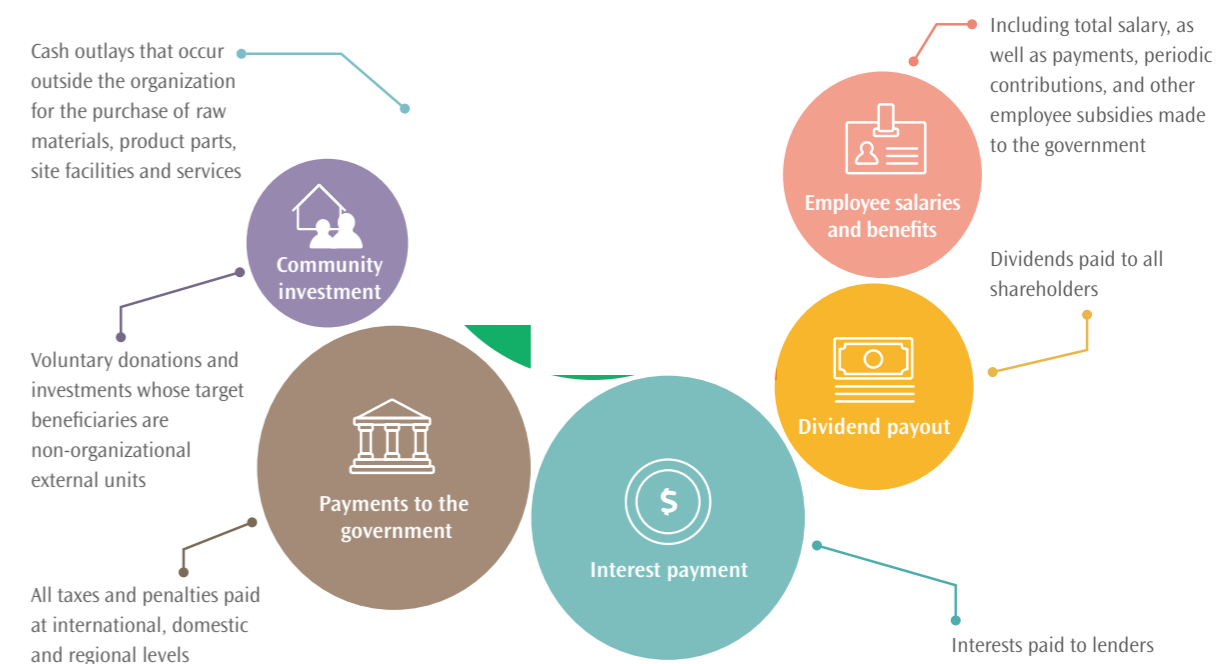 Cash outlays that occur
outside the organization
for the purchase of raw
materials, product parts,
site facilities and services
Including total salary, as
well as payments, periodic
contributions, and other
employee subsidies made
to the government
Employee salaries
and benefits
Community
investment
Dividends paid to all
shareholders
Voluntary donations and
investments whose target
beneficiaries are
non-organizational
external units
Dividend payout
Payments to the
government
$
Interest payment
All taxes and penalties paid
at international, domestic
and regional levels
Interests paid to lenders